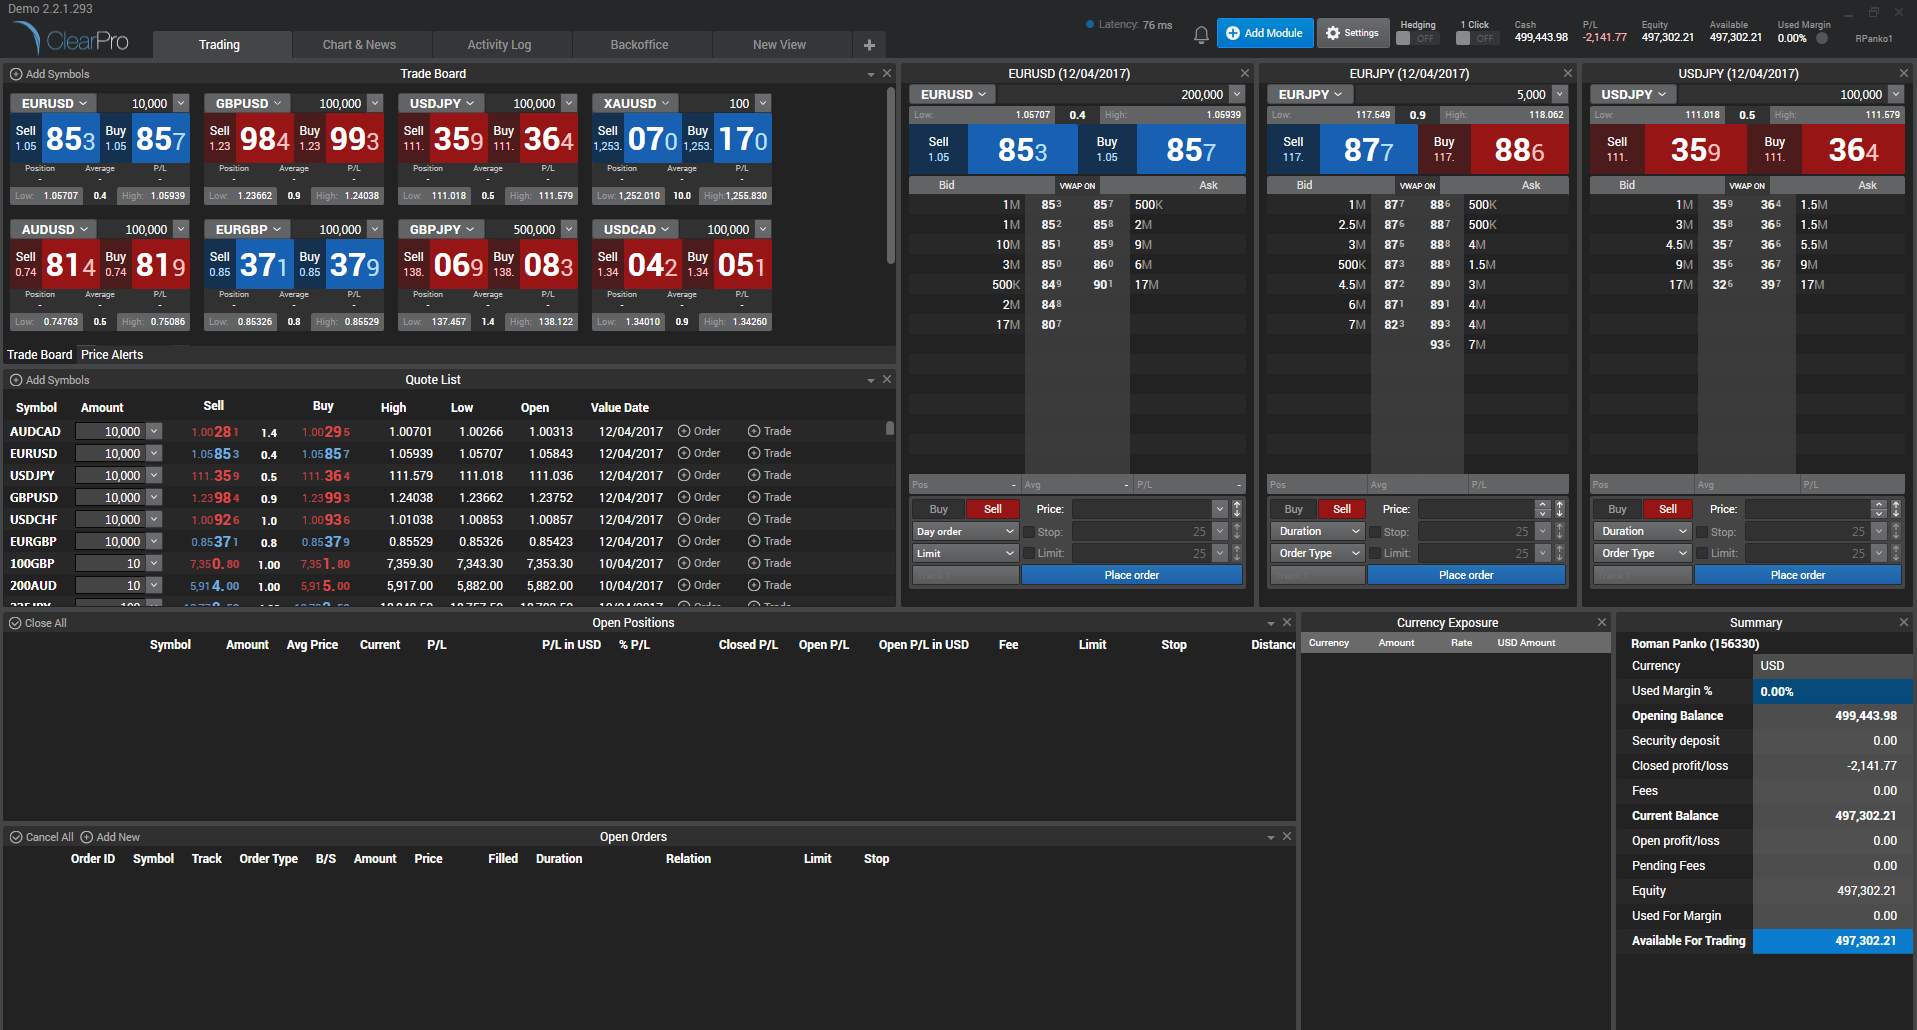 Demo 2.2.1.293
ClearPro
Trading Chart & News Activity Log Backoffice New View
Latency: 76 ms
Add Module Settings
Hedging OFF
1 Click OFF
Cash 499,443.98
P/L -2,141.77
Equity 497,302.21
Available 497,302.21
Used Margin 0.00%
RPanko1
Add Symbols Trade Board
EURUSD 10,000
Sell 1.05 853 Buy 1.05 857
Position Average P/L
- - -
Low: 1.05707 0.4 High: 1.05939
GBPUSD 100,000
Sell 1.23 984 Buy 1.23 993
Position Average P/L
- - -
Low: 1.23662 0.9 High: 1.24038
USDJPY 100,000
Sell 111. 359 Buy 111. 364
Position Average P/L
- - -
Low: 111.018 0.5 High: 111.579
XAUUSD 100
Sell 1,253. 070 Buy 1,253. 170
Position Average P/L
- - -
Low: 1,252.010 10.0 High: 1,255.830
AUDUSD 100,000
Sell 0.74 814 Buy 0.74 819
Position Average P/L
- - -
Low: 0.74763 0.5 High: 0.75086
EURGBP 100,000
Sell 0.85 371 Buy 0.85 379
Position Average P/L
- - -
Low: 0.85326 0.8 High: 0.85529
GBPJPY 500,000
Sell 138. 069 Buy 138. 083
Position Average P/L
- - -
Low: 137.457 1.4 High: 138.122
USDCAD 100,000
Sell 1.34 042 Buy 1.34 051
Position Average P/L
- - -
Low: 1.34010 0.9 High: 1.34260
Trade Board Price Alerts
Add Symbols Quote List
Symbol Amount Sell Buy High Low Open Value Date
AUDCAD 10,000 1.00281 1.4 1.00295 1.00701 1.00266 1.00313 12/04/2017 Order Trade
EURUSD 10,000 1.05853 0.4 1.05857 1.05939 1.05707 1.05843 12/04/2017 Order Trade
USDJPY 10,000 111.359 0.5 111.364 111.579 111.018 111.036 12/04/2017 Order Trade
GBPUSD 10,000 1.23984 0.9 1.23993 1.24038 1.23662 1.23752 12/04/2017 Order Trade
USDCHF 10,000 1.00926 1.0 1.00936 1.01038 1.00853 1.00857 12/04/2017 Order Trade
EURGBP 10,000 0.85371 0.8 0.85379 0.85529 0.85326 0.85423 12/04/2017 Order Trade
100GBP 10 7,350.80 1.00 7,351.80 7,359.30 7,343.30 7,353.30 10/04/2017 Order Trade
200AUD 10 5,914.00 1.00 5,915.00 5,917.00 5,882.00 5,882.00 10/04/2017 Order Trade
EURUSD (12/04/2017)
EURUSD 200,000
Low: 1.05707 0.4 High: 1.05939
Sell 1.05 853 Buy 1.05 857
Bid VWAP ON Ask
1M 853 857 500K
1M 852 858 2M
10M 851 859 9M
3M 850 860 6M
500K 849 901 17M
2M 848
17M 807
Pos - Avg - P/L -
Buy Sell Price:
Day order Stop: 25
Limit Limit: 25
Track 1 Place order
EURJPY (12/04/2017)
EURJPY 5,000
Low: 117.549 0.9 High: 118.062
Sell 117. 877 Buy 117. 886
Bid VWAP ON Ask
1M 877 886 500K
2.5M 876 887 500K
3M 875 888 4M
500K 873 889 1.5M
4.5M 872 890 3M
6M 871 891 4M
7M 823 893 4M
936 7M
Pos Avg P/L
Buy Sell Price:
Duration Stop: 25
Order Type Limit: 25
Track 1 Place order
USDJPY (12/04/2017)
USDJPY 100,000
Low: 111.018 0.5 High: 111.579
Sell 111. 359 Buy 111. 364
Bid VWAP ON Ask
1M 359 364 1.5M
3M 358 365 1.5M
4.5M 357 366 5.5M
9M 356 367 9M
17M 326 397 17M
Pos Avg P/L
Buy Sell Price:
Duration Stop: 25
Order Type Limit: 25
Track 1 Place order
Close All Open Positions
Symbol Amount Avg Price Current P/L P/L in USD % P/L Closed P/L Open P/L Open P/L in USD Fee Limit Stop Distance
Cancel All Add New Open Orders
Order ID Symbol Track Order Type B/S Amount Price Filled Duration Relation Limit Stop
Currency Exposure
Currency Amount Rate USD Amount
Summary
Roman Panko (156330)
Currency USD
Used Margin % 0.00%
Opening Balance 499,443.98
Security deposit 0.00
Closed profit/loss -2,141.77
Fees 0.00
Current Balance 497,302.21
Open profit/loss 0.00
Pending Fees 0.00
Equity 497,302.21
Used For Margin 0.00
Available For Trading 497,302.21